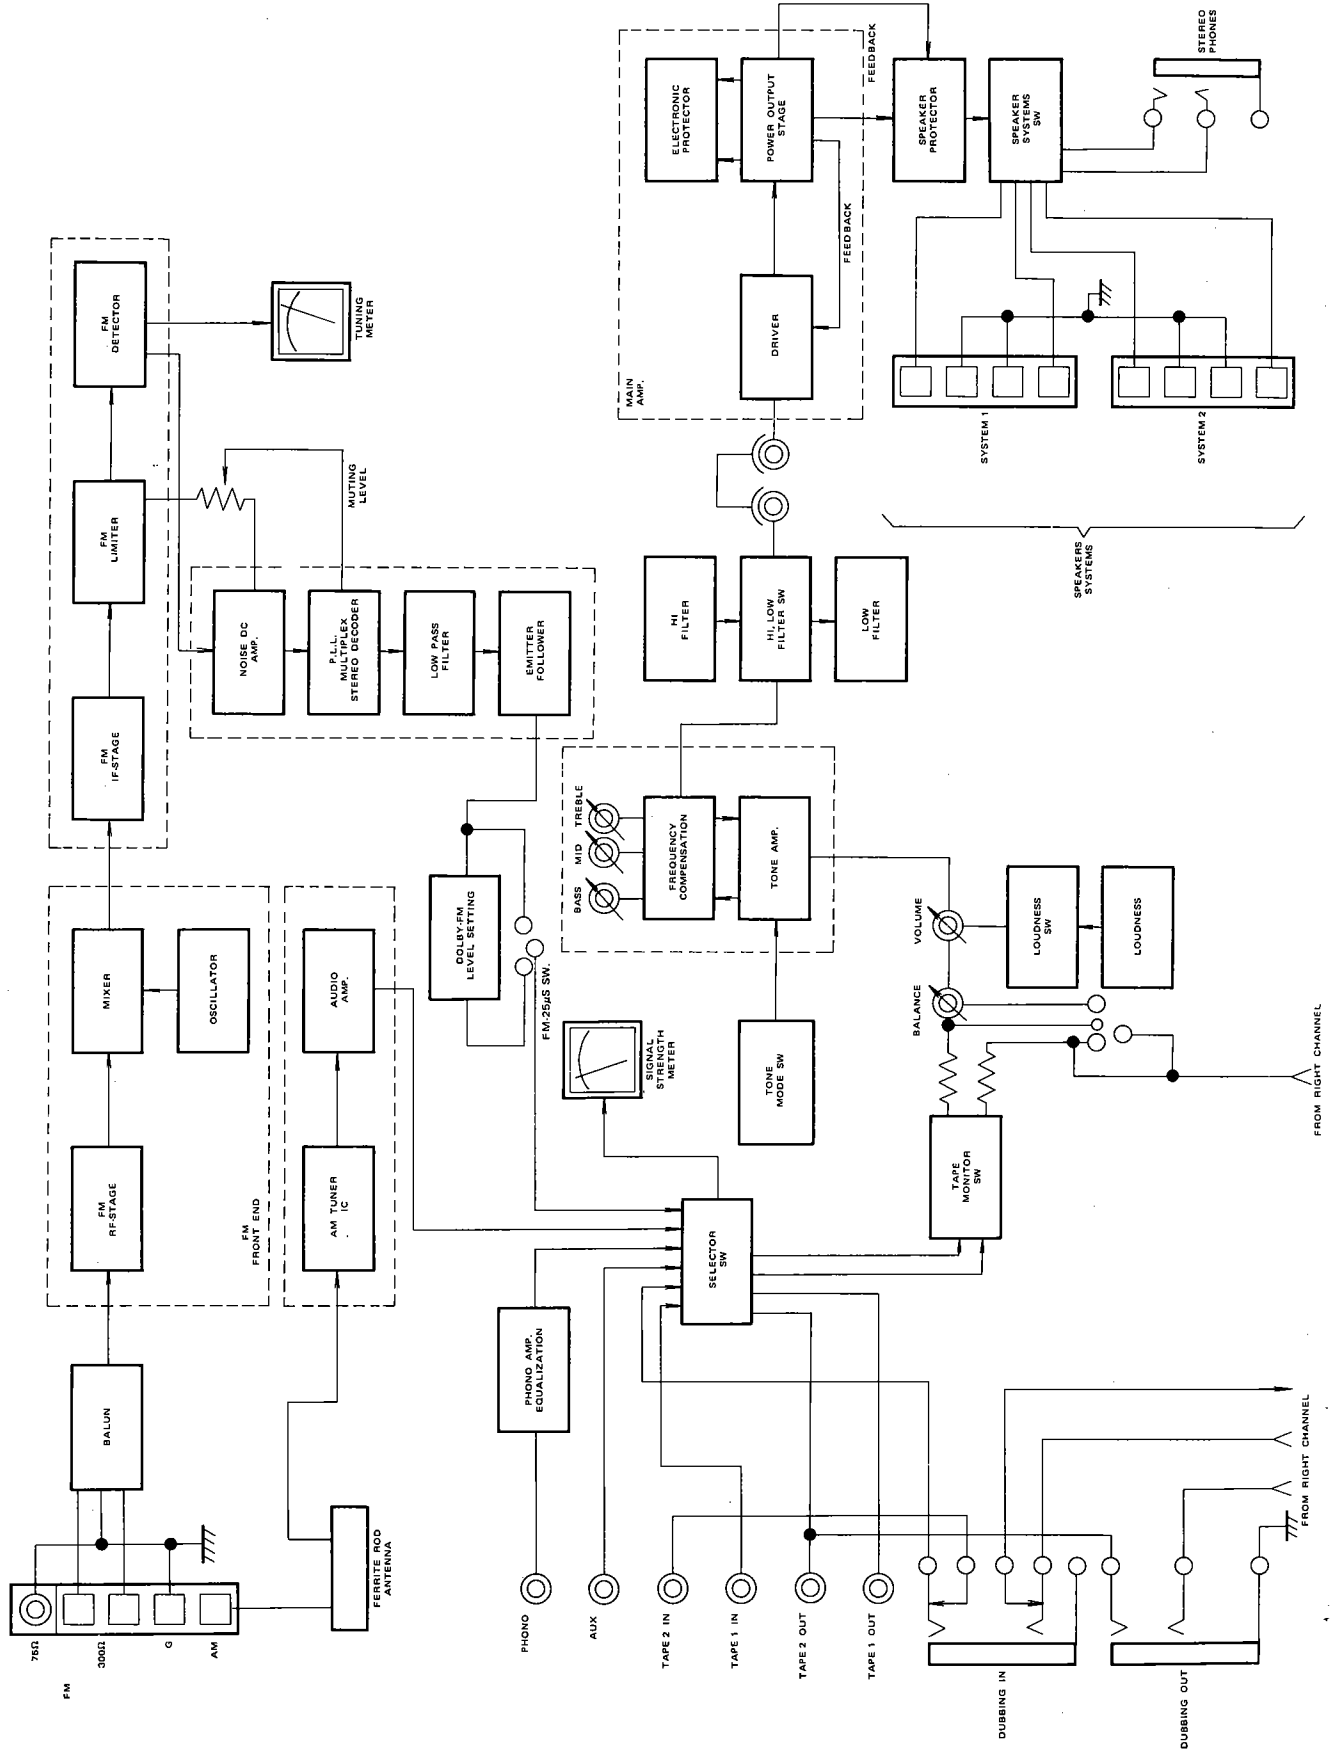 FM
75Ω
300Ω
G
AM
BALUN
FERRITE ROD
ANTENNA
FM
RF-STAGE
MIXER
OSCILLATOR
FM
FRONT END
AM TUNER
IC
AUDIO
AMP.
FM
IF-STAGE
FM
LIMITER
FM
DETECTOR
TUNING
METER
MUTING
LEVEL
NOISE DC
AMP.
P.L.L.
MULTIPLEX
STEREO DECODER
LOW PASS
FILTER
EMITTER
FOLLOWER
DOLBY-FM
LEVEL SETTING
FM-25µS SW.
SIGNAL
STRENGTH
METER
PHONO
AUX
TAPE 2 IN
TAPE 1 IN
TAPE 2 OUT
TAPE 1 OUT
DUBBING IN
DUBBING OUT
PHONO AMP.
EQUALIZATION
SELECTOR
SW
FROM RIGHT CHANNEL
TAPE
MONITOR
SW
FROM RIGHT CHANNEL
BALANCE
VOLUME
LOUDNESS
SW
LOUDNESS
TONE
MODE SW
BASS
MID
TREBLE
FREQUENCY
COMPENSATION
TONE AMP.
HI
FILTER
HI, LOW
FILTER SW
LOW
FILTER
MAIN
AMP.
DRIVER
FEEDBACK
ELECTRONIC
PROTECTOR
POWER OUTPUT
STAGE
FEEDBACK
SPEAKER
PROTECTOR
SPEAKER
SYSTEMS
SW
STEREO
PHONES
SYSTEM 1
SYSTEM 2
SPEAKERS
SYSTEMS